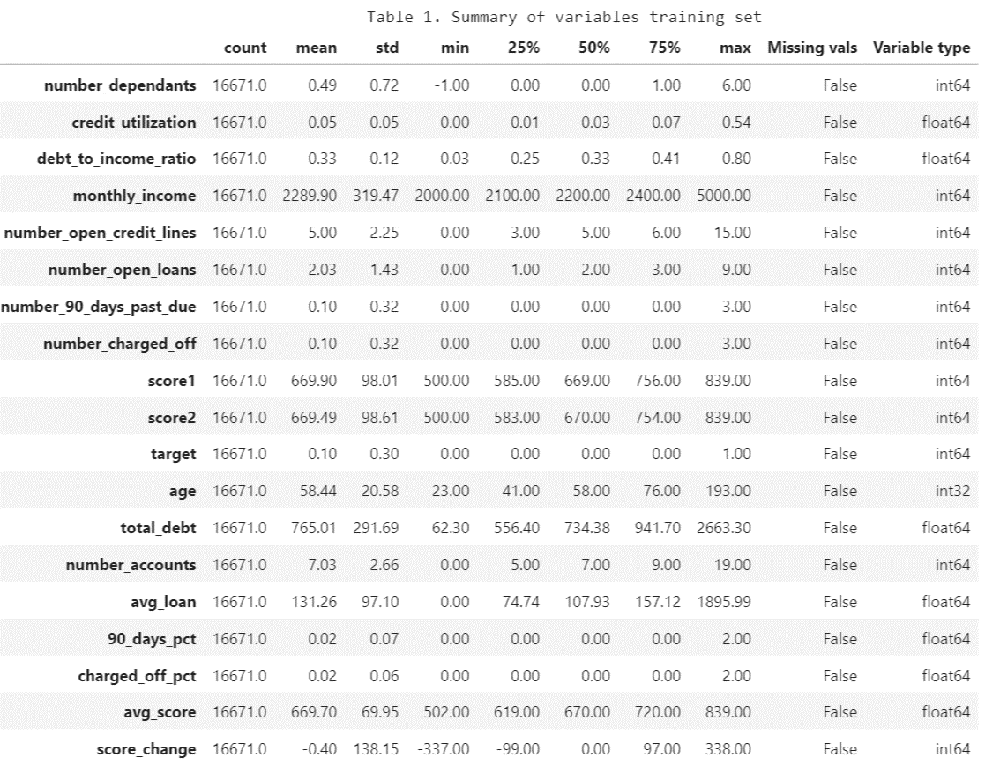 Table 1. Summary of variables training set
count mean std min 25% 50% 75% max Missing vals Variable type
number_dependants 16671.0 0.49 0.72 -1.00 0.00 0.00 1.00 6.00 False int64
credit_utilization 16671.0 0.05 0.05 0.00 0.01 0.03 0.07 0.54 False float64
debt_to_income_ratio 16671.0 0.33 0.12 0.03 0.25 0.33 0.41 0.80 False float64
monthly_income 16671.0 2289.90 319.47 2000.00 2100.00 2200.00 2400.00 5000.00 False int64
number_open_credit_lines 16671.0 5.00 2.25 0.00 3.00 5.00 6.00 15.00 False int64
number_open_loans 16671.0 2.03 1.43 0.00 1.00 2.00 3.00 9.00 False int64
number_90_days_past_due 16671.0 0.10 0.32 0.00 0.00 0.00 0.00 3.00 False int64
number_charged_off 16671.0 0.10 0.32 0.00 0.00 0.00 0.00 3.00 False int64
score1 16671.0 669.90 98.01 500.00 585.00 669.00 756.00 839.00 False int64
score2 16671.0 669.49 98.61 500.00 583.00 670.00 754.00 839.00 False int64
target 16671.0 0.10 0.30 0.00 0.00 0.00 0.00 1.00 False int64
age 16671.0 58.44 20.58 23.00 41.00 58.00 76.00 193.00 False int32
total_debt 16671.0 765.01 291.69 62.30 556.40 734.38 941.70 2663.30 False float64
number_accounts 16671.0 7.03 2.66 0.00 5.00 7.00 9.00 19.00 False int64
avg_loan 16671.0 131.26 97.10 0.00 74.74 107.93 157.12 1895.99 False float64
90_days_pct 16671.0 0.02 0.07 0.00 0.00 0.00 0.00 2.00 False float64
charged_off_pct 16671.0 0.02 0.06 0.00 0.00 0.00 0.00 2.00 False float64
avg_score 16671.0 669.70 69.95 502.00 619.00 670.00 720.00 839.00 False float64
score_change 16671.0 -0.40 138.15 -337.00 -99.00 0.00 97.00 338.00 False int64